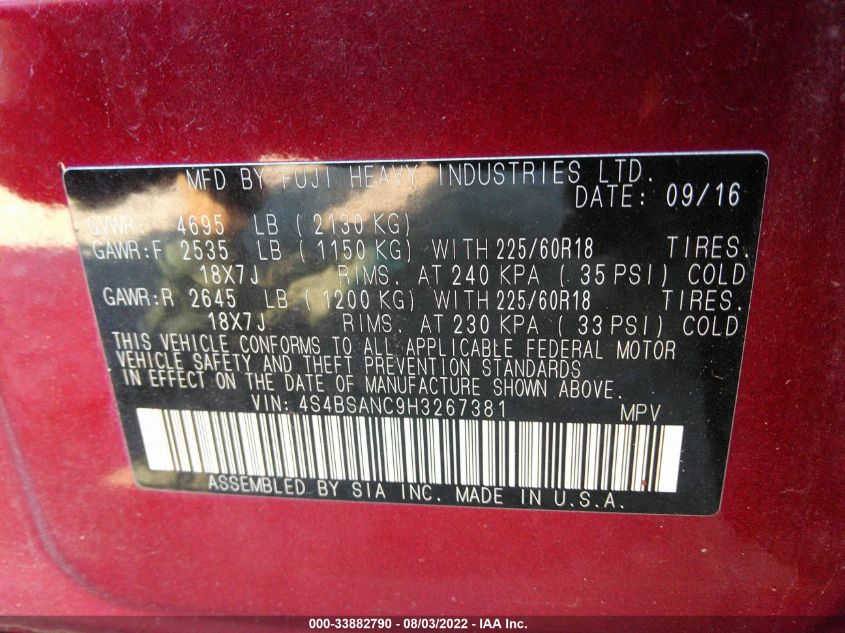 MFD BY FUJI HEAVY INDUSTRIES LTD.
DATE: 09/16
GVWR: 4695 LB ( 2130 KG)
GAWR:F 2535 LB ( 1150 KG) WITH 225/60R18 TIRES.
18X7J RIMS. AT 240 KPA ( 35 PSI) COLD
GAWR:R 2645 LB ( 1200 KG) WITH 225/60R18 TIRES.
18X7J. RIMS. AT 230 KPA ( 33 PSI) COLD
THIS VEHICLE CONFORMS TO ALL APPLICABLE FEDERAL MOTOR
VEHICLE SAFETY AND THEFT PREVENTION STANDARDS
IN EFFECT ON THE DATE OF MANUFACTURE SHOWN ABOVE.
VIN: 4S4BSANC9H3267381 MPV
ASSEMBLED BY SIA INC. MADE IN U.S.A.
000-33882790 - 08/03/2022 - IAA Inc.